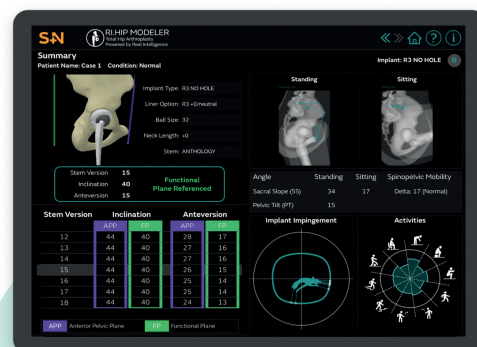 S+N
RI.HIP MODELER
Total Hip Arthroplasty
Powered by Real Intelligence
Summary
Patient Name: Case 1 Condition: Normal
Implant: R3 NO HOLE
R
Implant Type: R3 NO HOLE
Liner Option: R3 +0/neutral
Ball Size: 32
Neck Length: +0
Stem: ANTHOLOGY
Stem Version 15
Inclination 40
Anteversion 15
Functional
Plane Referenced
Standing Sitting
Angle Standing Sitting Spinopelvic Mobility
Sacral Slope (SS) 34 17 Delta: 17 (Normal)
Pelvic Tilt (PT) 15
Stem Version Inclination Anteversion
APP FP APP FP
12 44 40 28 17
13 44 40 27 16
14 44 40 27 16
15 44 40 26 15
16 44 40 25 14
17 44 40 25 14
18 44 40 24 13
APP Anterior Pelvic Plane FP Functional Plane
Implant Impingement Activities